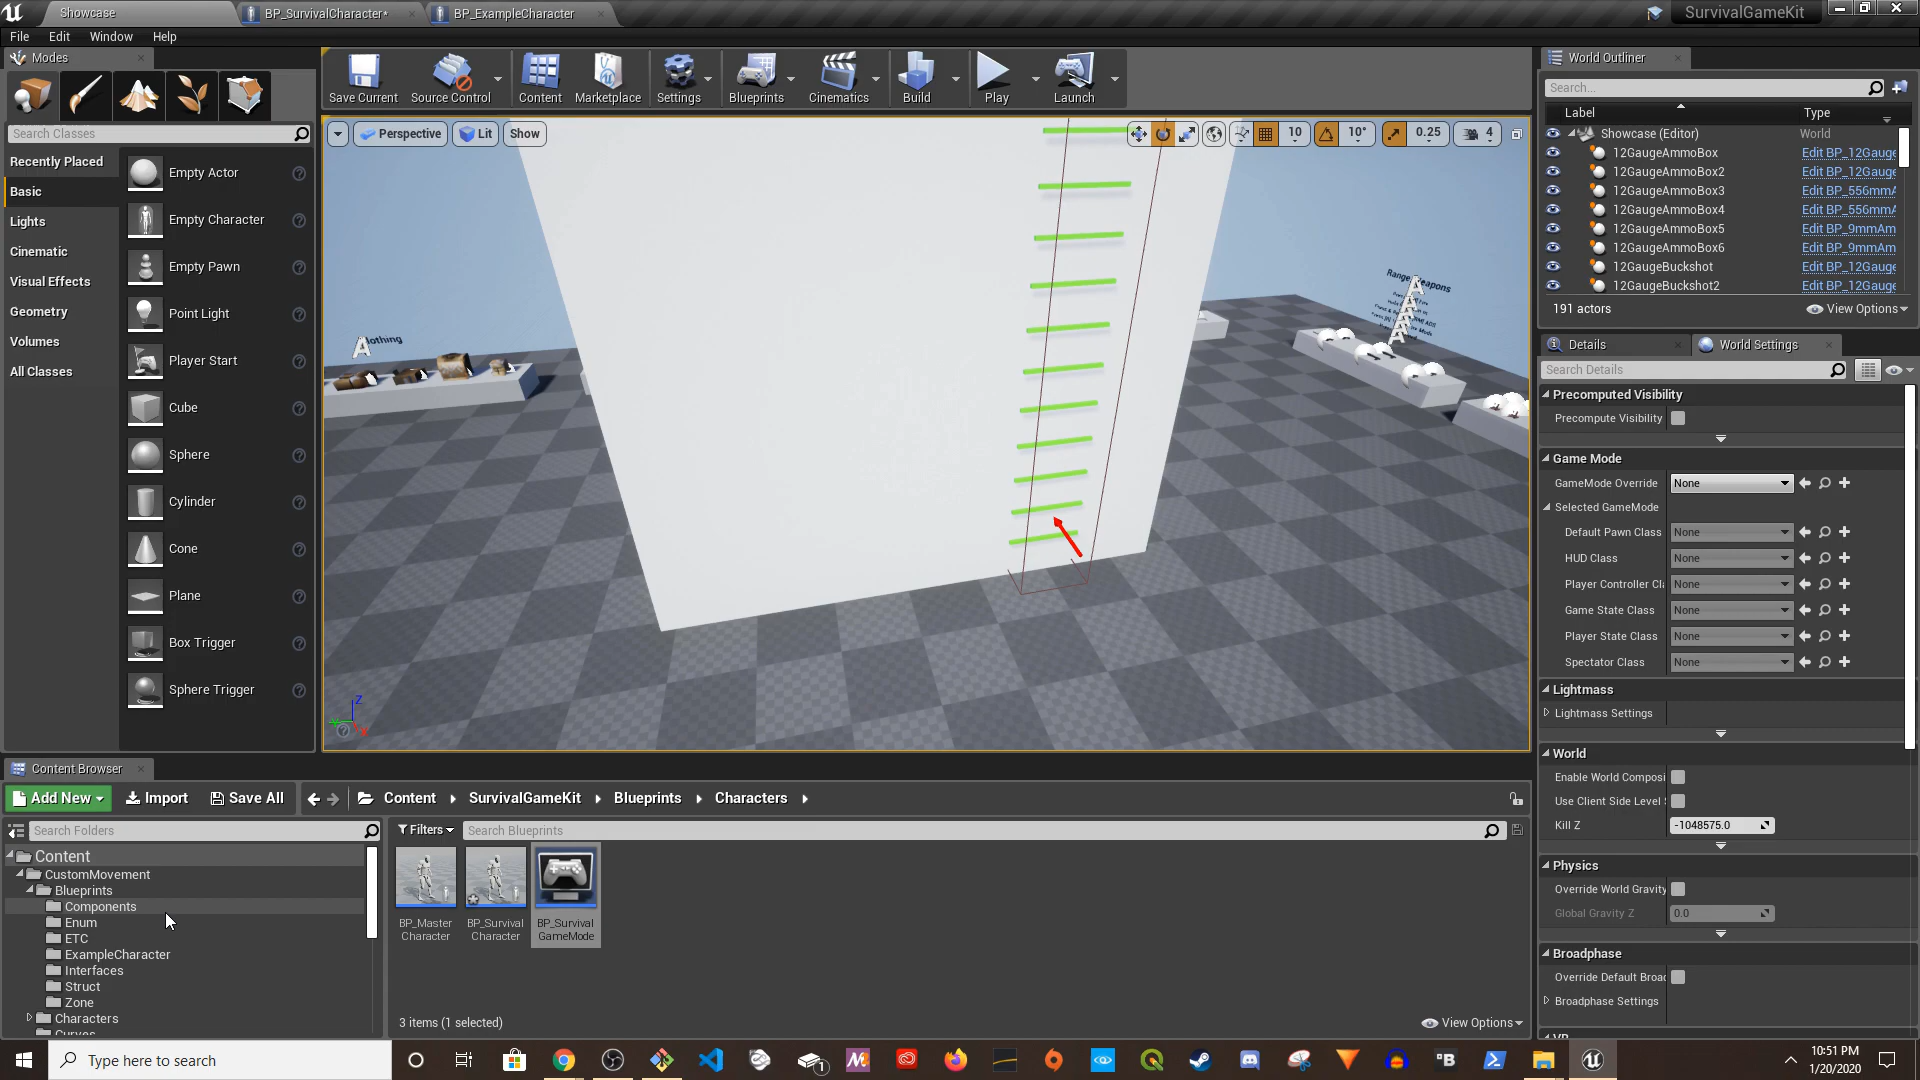 Showcase
BP_SurvivalCharacter*
BP_ExampleCharacter
SurvivalGameKit
File
Edit
Window
Help
Modes
Search Classes
Recently Placed
Basic
Lights
Cinematic
Visual Effects
Geometry
Volumes
All Classes
Empty Actor
Empty Character
Empty Pawn
Point Light
Player Start
Cube
Sphere
Cylinder
Cone
Plane
Box Trigger
Sphere Trigger
Save Current
Source Control
Content
Marketplace
Settings
Blueprints
Cinematics
Build
Play
Launch
Perspective
Lit
Show
10
10°
0.25
4
Z
World Outliner
Search...
Label
Type
Showcase (Editor)
World
12GaugeAmmoBox
Edit BP_12Gauge
12GaugeAmmoBox2
Edit BP_12Gauge
12GaugeAmmoBox3
Edit BP_556mmA
12GaugeAmmoBox4
Edit BP_556mmA
12GaugeAmmoBox5
Edit BP_9mmAm
12GaugeAmmoBox6
Edit BP_9mmAm
12GaugeBuckshot
Edit BP_12Gauge
12GaugeBuckshot2
Edit BP_12Gauge
191 actors
View Options
Details
World Settings
Search Details
Precomputed Visibility
Precompute Visibility
Game Mode
GameMode Override
None
Selected GameMode
Default Pawn Class
None
HUD Class
None
Player Controller Cl
None
Game State Class
None
Player State Class
None
Spectator Class
None
Lightmass
Lightmass Settings
World
Enable World Composi
Use Client Side Level
Kill Z
-1048575.0
Physics
Override World Gravity
Global Gravity Z
0.0
Broadphase
Override Default Broad
Broadphase Settings
Content Browser
Add New
Import
Save All
Content
SurvivalGameKit
Blueprints
Characters
Search Folders
Filters
Search Blueprints
Content
CustomMovement
Blueprints
Components
Enum
ETC
ExampleCharacter
Interfaces
Struct
Zone
Characters
Curves
BP_Master
Character
BP_Survival
Character
BP_Survival
GameMode
3 items (1 selected)
View Options
Type here to search
10:51 PM
1/20/2020